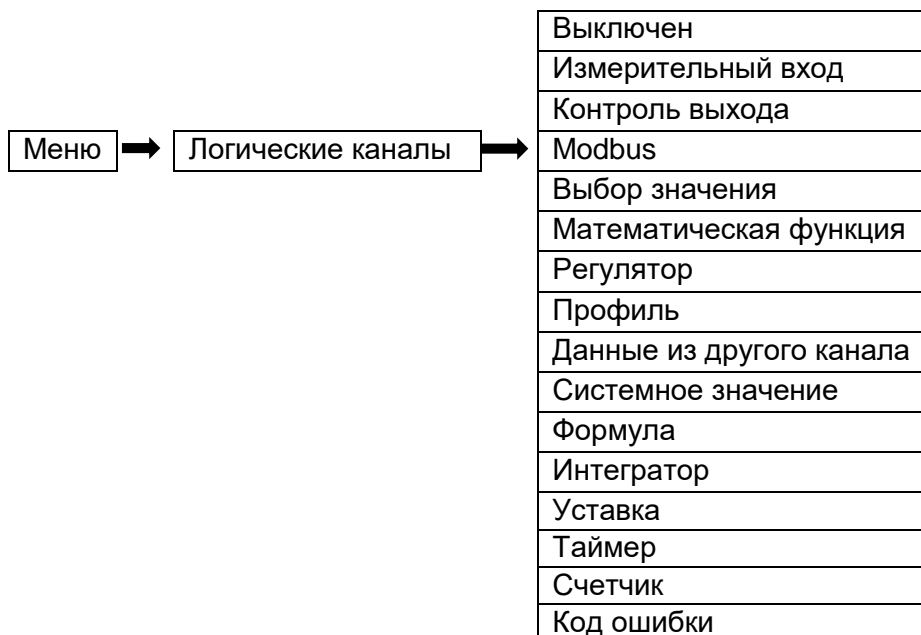 Меню
Логические каналы
Выключен
Измерительный вход
Контроль выхода
Modbus
Выбор значения
Математическая функция
Регулятор
Профиль
Данные из другого канала
Системное значение
Формула
Интегратор
Уставка
Таймер
Счетчик
Код ошибки